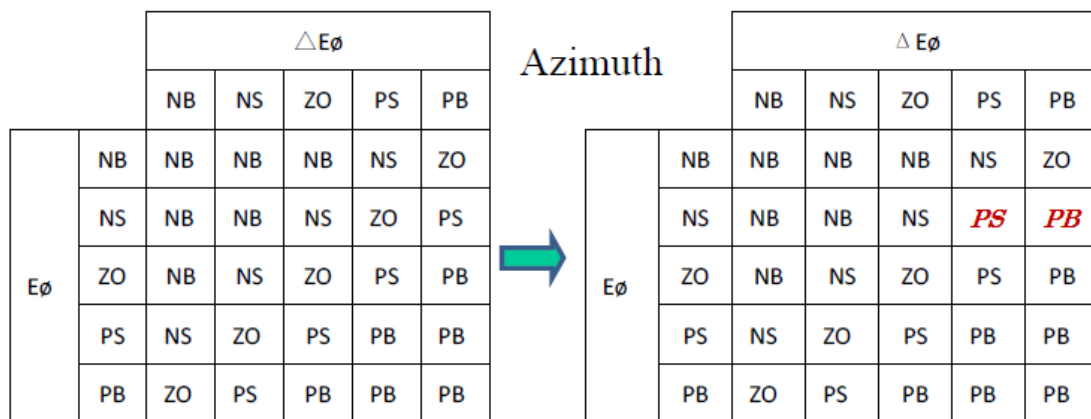 △Eø
NB NS ZO PS PB
NB NB NB NB NS ZO
NS NB NB NS ZO PS
Eø ZO NB NS ZO PS PB
PS NS ZO PS PB PB
PB ZO PS PB PB PB
Azimuth
Δ Eø
NB NS ZO PS PB
NB NB NB NB NS ZO
NS NB NB NS PS PB
Eø ZO NB NS ZO PS PB
PS NS ZO PS PB PB
PB ZO PS PB PB PB